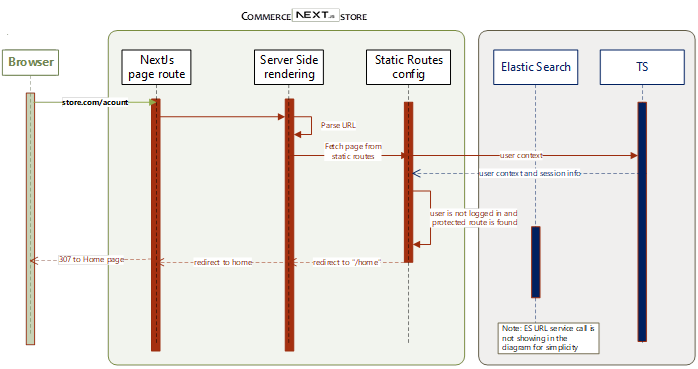 COMMERCE NEXT.JS STORE
Browser
NextJs
page route
Server Side
rendering
Static Routes
config
Elastic Search
TS
store.com/acount
Parse URL
Fetch page from
static routes
user context
user context and session info
user is not logged in and
protected route is found
307 to Home page
redirect to home
redirect to "/home"
Note: ES URL service call is
not showing in the
diagram for simplicity